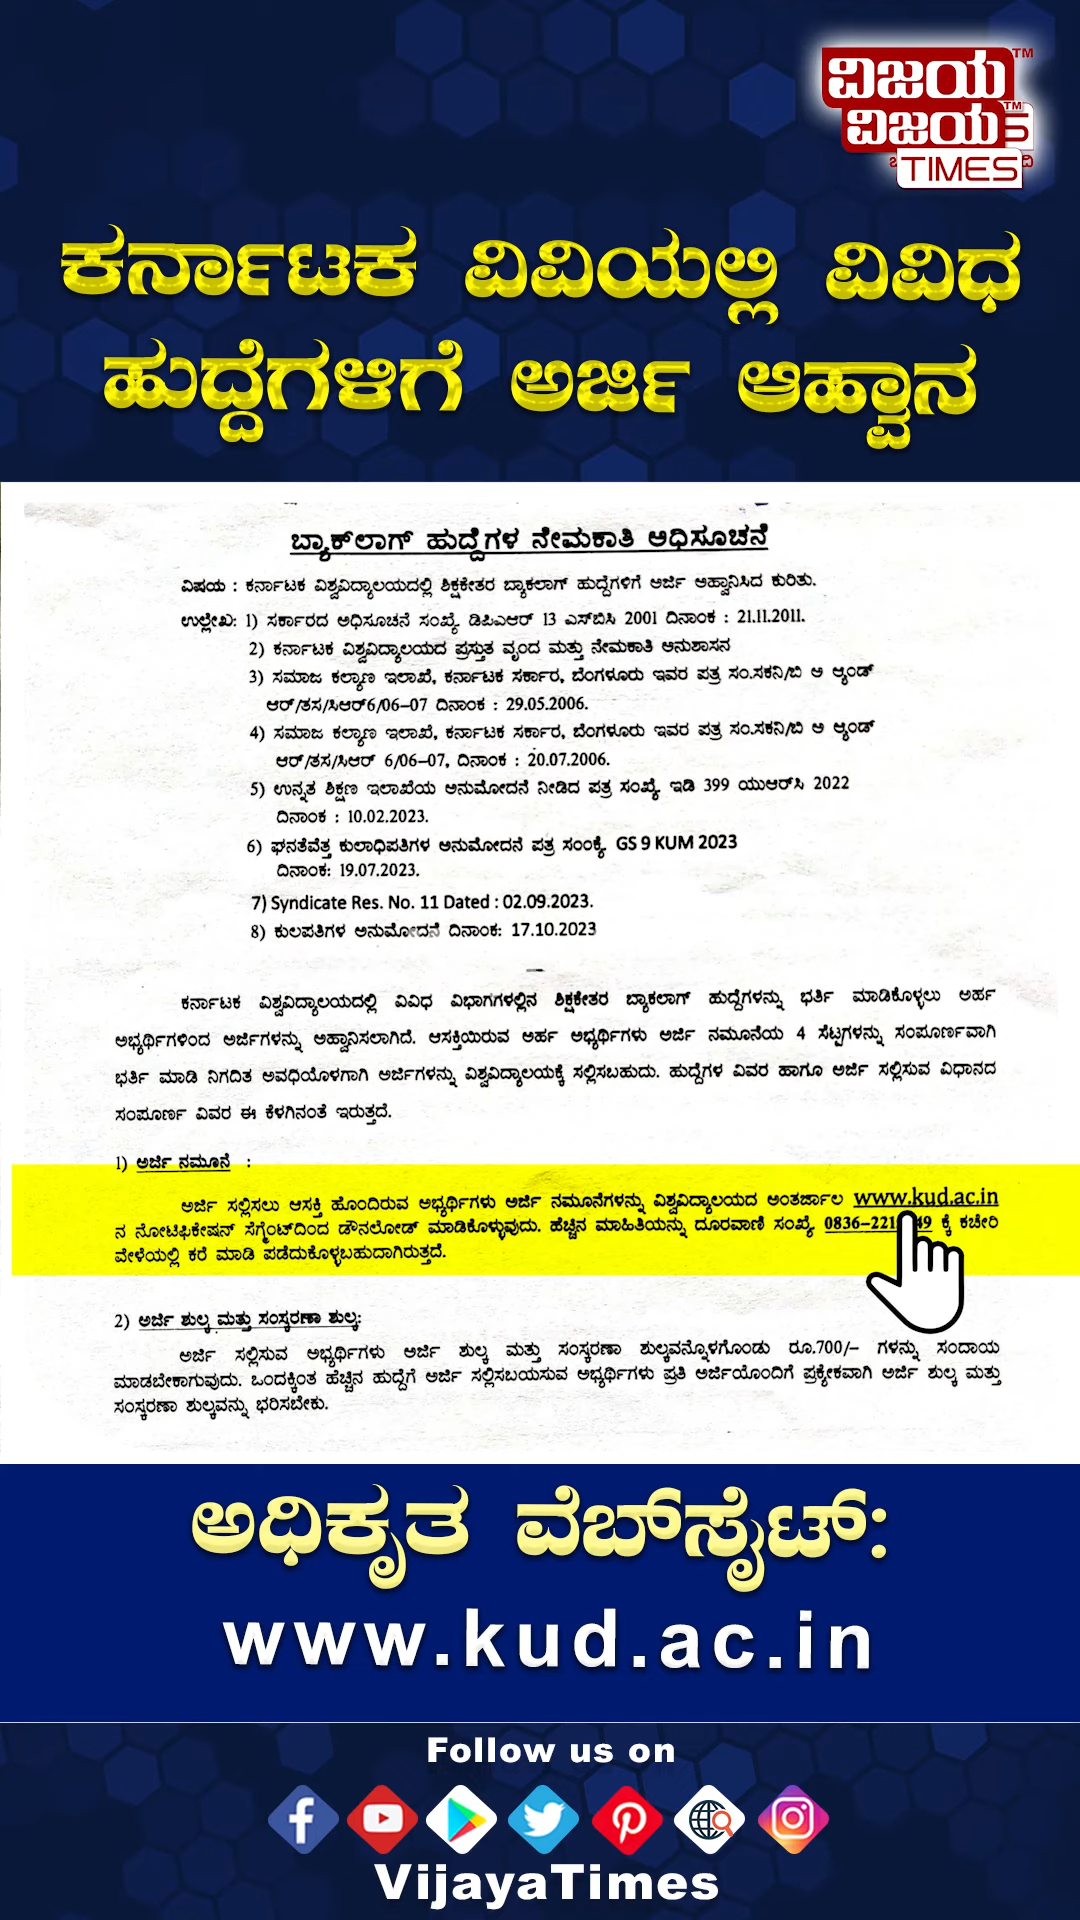 ವಿಜಯ TM
ವಿಜಯ TM
TIMES
ಕರ್ನಾಟಕ ವಿವಿಯಲ್ಲಿ ವಿವಿಧ
ಹುದ್ದೆಗಳಿಗೆ ಅರ್ಜಿ ಆಹ್ವಾನ
ಬ್ಯಾಕ್‌ಲಾಗ್ ಹುದ್ದೆಗಳ ನೇಮಕಾತಿ ಅಧಿಸೂಚನೆ
ವಿಷಯ : ಕರ್ನಾಟಕ ವಿಶ್ವವಿದ್ಯಾಲಯದಲ್ಲಿ ಶಿಕ್ಷಕೇತರ ಬ್ಯಾಕಲಾಗ್ ಹುದ್ದೆಗಳಿಗೆ ಅರ್ಜಿ ಅಹ್ವಾನಿಸಿದ ಕುರಿತು.
ಉಲ್ಲೇಖ: 1) ಸರ್ಕಾರದ ಅಧಿಸೂಚನೆ ಸಂಖ್ಯೆ ಡಿಪಿಎಆರ್ 13 ಎಸ್‌ಬಿಸಿ 2001 ದಿನಾಂಕ : 21.11.2011.
2) ಕರ್ನಾಟಕ ವಿಶ್ವವಿದ್ಯಾಲಯದ ಪ್ರಸ್ತುತ ವೃಂದ ಮತ್ತು ನೇಮಕಾತಿ ಅನುಶಾಸನ
3) ಸಮಾಜ ಕಲ್ಯಾಣ ಇಲಾಖೆ, ಕರ್ನಾಟಕ ಸರ್ಕಾರ, ಬೆಂಗಳೂರು ಇವರ ಪತ್ರ ಸಂ.ಸಕನಿ/ಬಿ ಆ ಆ್ಯಂಡ್
ಆರ್/ತಸ/ಸಿಆರ್6/06-07 ದಿನಾಂಕ : 29.05.2006.
4) ಸಮಾಜ ಕಲ್ಯಾಣ ಇಲಾಖೆ, ಕರ್ನಾಟಕ ಸರ್ಕಾರ, ಬೆಂಗಳೂರು ಇವರ ಪತ್ರ ಸಂ.ಸಕನಿ/ಬಿ ಆ ಆ್ಯಂಡ್
ಆರ್/ತಸ/ಸಿಆರ್ 6/06-07, ದಿನಾಂಕ : 20.07.2006.
5) ಉನ್ನತ ಶಿಕ್ಷಣ ಇಲಾಖೆಯ ಅನುಮೋದನೆ ನೀಡಿದ ಪತ್ರ ಸಂಖ್ಯೆ ಇಡಿ 399 ಯುಆರ್‌ಸಿ 2022
ದಿನಾಂಕ : 10.02.2023.
6) ಘನತೆವೆತ್ತ ಕುಲಾಧಿಪತಿಗಳ ಅನುಮೋದನೆ ಪತ್ರ ಸಂಂಕ್ಯೆ GS 9 KUM 2023
ದಿನಾಂಕ: 19.07.2023.
7) Syndicate Res. No. 11 Dated : 02.09.2023.
8) ಕುಲಪತಿಗಳ ಅನುಮೋದನೆ ದಿನಾಂಕ: 17.10.2023
ಕರ್ನಾಟಕ ವಿಶ್ವವಿದ್ಯಾಲಯದಲ್ಲಿ ವಿವಿಧ ವಿಭಾಗಗಳಲ್ಲಿನ ಶಿಕ್ಷಕೇತರ ಬ್ಯಾಕಲಾಗ್ ಹುದ್ದೆಗಳನ್ನು ಭರ್ತಿ ಮಾಡಿಕೊಳ್ಳಲು ಅರ್ಹ
ಅಭ್ಯರ್ಥಿಗಳಿಂದ ಅರ್ಜಿಗಳನ್ನು ಅಹ್ವಾನಿಸಲಾಗಿದೆ. ಆಸಕ್ತಿಯಿರುವ ಅರ್ಹ ಅಭ್ಯರ್ಥಿಗಳು ಅರ್ಜಿ ನಮೂನೆಯ 4 ಸೆಟ್ಟಗಳನ್ನು ಸಂಪೂರ್ಣವಾಗಿ
ಭರ್ತಿ ಮಾಡಿ ನಿಗದಿತ ಅವಧಿಯೊಳಗಾಗಿ ಅರ್ಜಿಗಳನ್ನು ವಿಶ್ವವಿದ್ಯಾಲಯಕ್ಕೆ ಸಲ್ಲಿಸಬಹುದು. ಹುದ್ದೆಗಳ ವಿವರ ಹಾಗೂ ಅರ್ಜಿ ಸಲ್ಲಿಸುವ ವಿಧಾನದ
ಸಂಪೂರ್ಣ ವಿವರ ಈ ಕೆಳಗಿನಂತೆ ಇರುತ್ತದೆ.
1) ಅರ್ಜಿ ನಮೂನೆ :
ಅರ್ಜಿ ಸಲ್ಲಿಸಲು ಆಸಕ್ತಿ ಹೊಂದಿರುವ ಅಭ್ಯರ್ಥಿಗಳು ಅರ್ಜಿ ನಮೂನೆಗಳನ್ನು ವಿಶ್ವವಿದ್ಯಾಲಯದ ಅಂತರ್ಜಾಲ www.kud.ac.in
ನ ನೋಟಿಫಿಕೇಷನ್ ಸೆಗ್ಮೆಂಟ್‌ದಿಂದ ಡೌನಲೋಡ್ ಮಾಡಿಕೊಳ್ಳುವುದು. ಹೆಚ್ಚಿನ ಮಾಹಿತಿಯನ್ನು ದೂರವಾಣಿ ಸಂಖ್ಯೆ ಕ್ಕೆ ಕಚೇರಿ
ವೇಳೆಯಲ್ಲಿ ಕರೆ ಮಾಡಿ ಪಡೆದುಕೊಳ್ಳಬಹುದಾಗಿರುತ್ತದೆ.
2) ಅರ್ಜಿ ಶುಲ್ಕ ಮತ್ತು ಸಂಸ್ಕರಣಾ ಶುಲ್ಕ:
ಅರ್ಜಿ ಸಲ್ಲಿಸುವ ಅಭ್ಯರ್ಥಿಗಳು ಅರ್ಜಿ ಶುಲ್ಕ ಮತ್ತು ಸಂಸ್ಕರಣಾ ಶುಲ್ಕವನ್ನೊಳಗೊಂಡು ರೂ.700/- ಗಳನ್ನು ಸಂದಾಯ
ಮಾಡಬೇಕಾಗುವುದು. ಒಂದಕ್ಕಿಂತ ಹೆಚ್ಚಿನ ಹುದ್ದೆಗೆ ಅರ್ಜಿ ಸಲ್ಲಿಸಬಯಸುವ ಅಭ್ಯರ್ಥಿಗಳು ಪ್ರತಿ ಅರ್ಜಿಯೊಂದಿಗೆ ಪ್ರತ್ಯೇಕವಾಗಿ ಅರ್ಜಿ ಶುಲ್ಕ ಮತ್ತು
ಸಂಸ್ಕರಣಾ ಶುಲ್ಕವನ್ನು ಭರಿಸಬೇಕು.
ಅಧಿಕೃತ ವೆಬ್‌ಸೈಟ್:
www.kud.ac.in
Follow us on
VijayaTimes